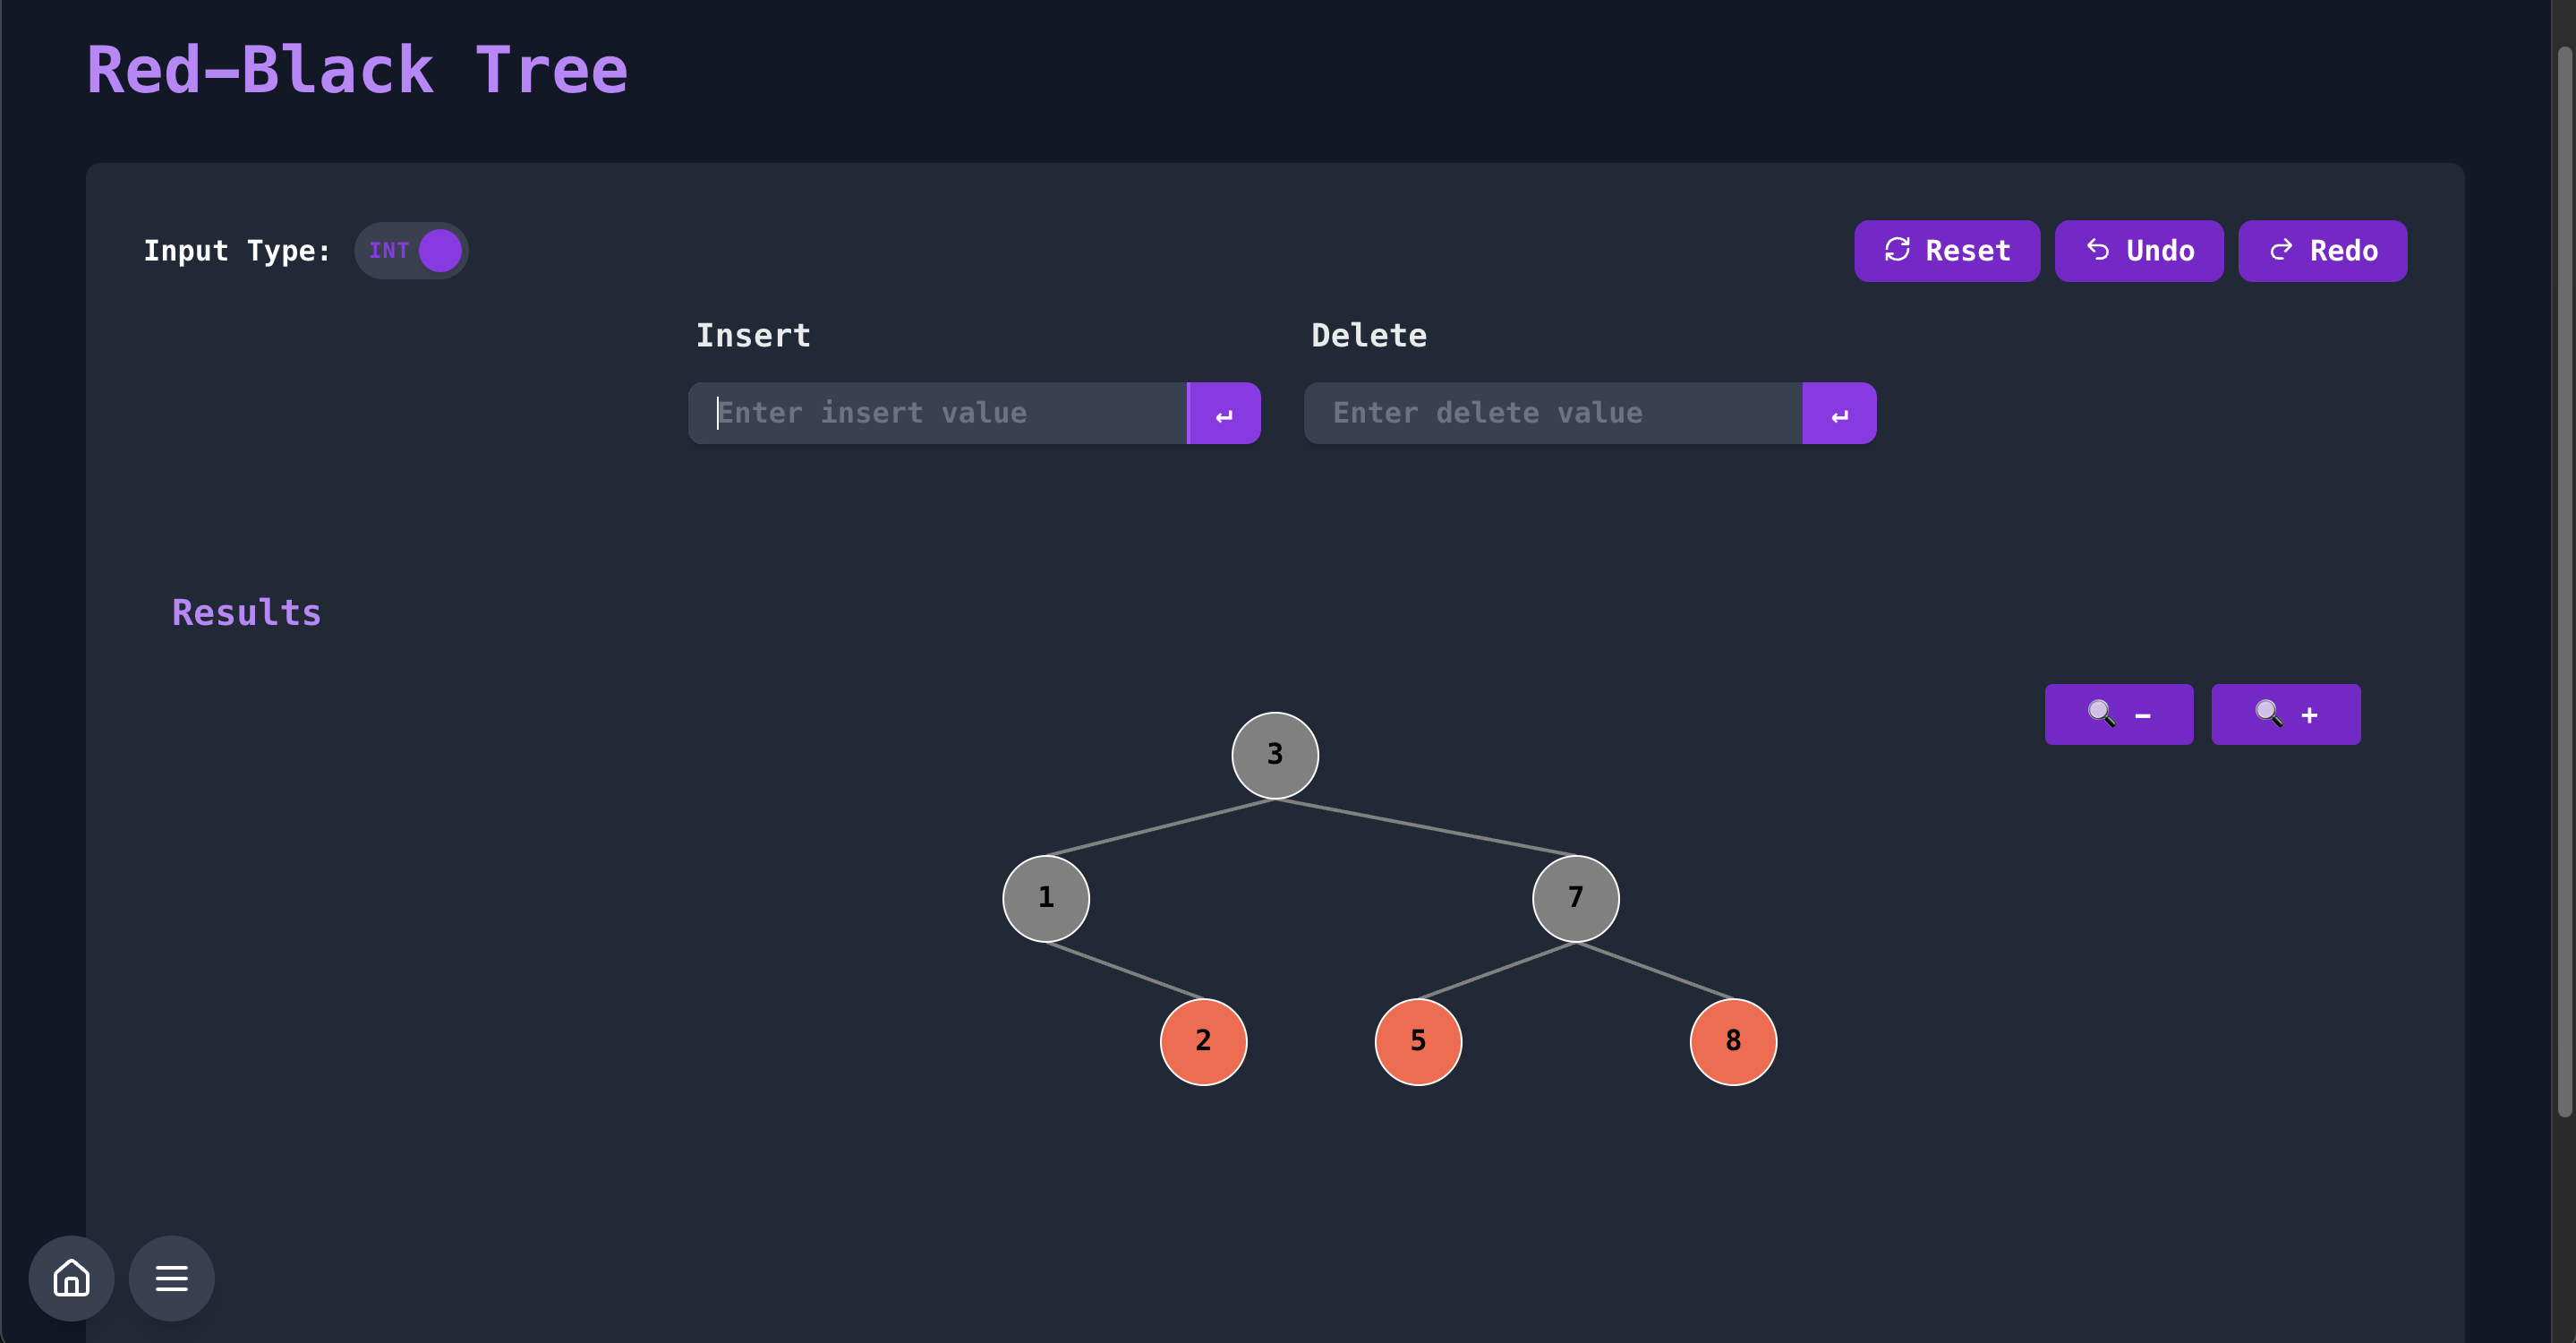 Red–Black Tree
Input Type: INT
Reset Undo Redo
Insert Delete
Enter insert value ↵ Enter delete value ↵
Results
🔍 – 🔍 +
3
1 7
2 5 8